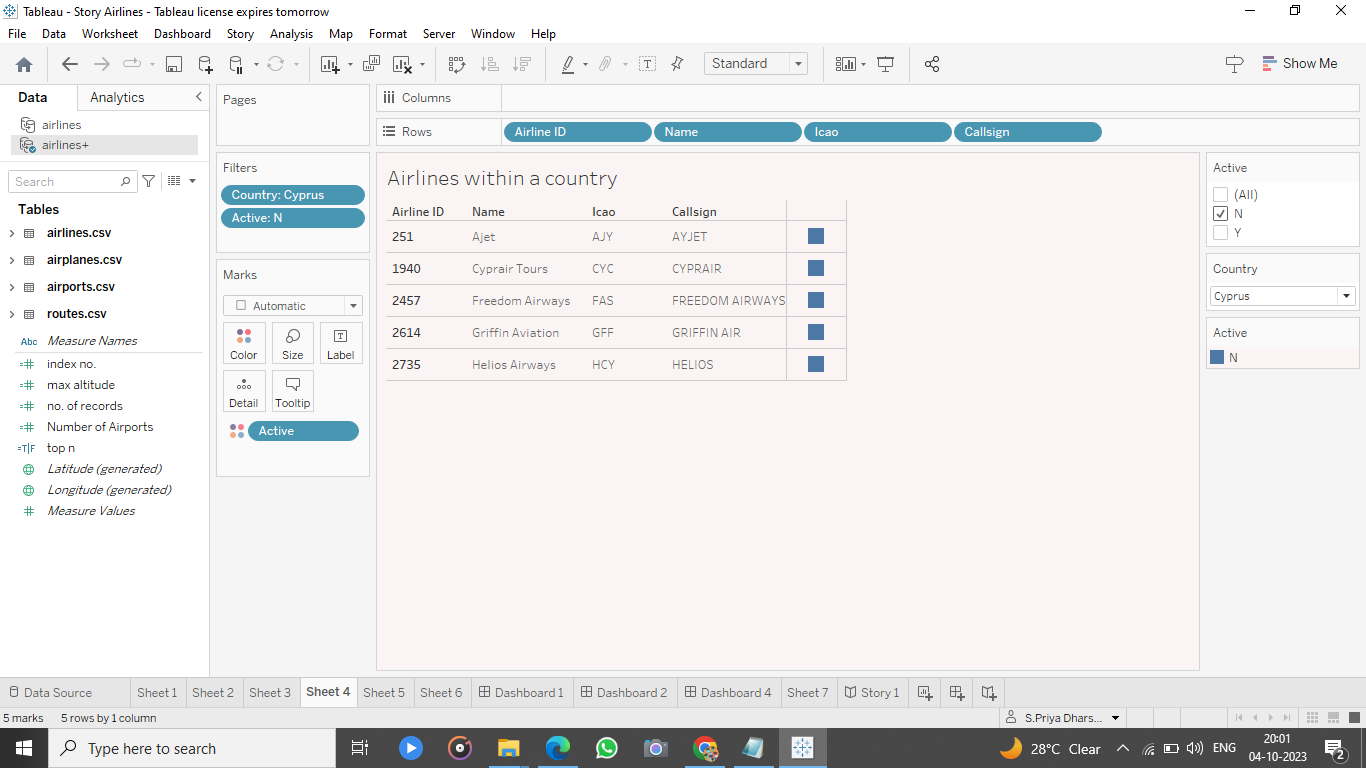 Tableau - Story Airlines - Tableau license expires tomorrow
File Data Worksheet Dashboard Story Analysis Map Format Server Window Help
Standard
Show Me
Data Analytics
airlines
airlines+
Search
Tables
airlines.csv
airplanes.csv
airports.csv
routes.csv
Abc Measure Names
index no.
max altitude
no. of records
Number of Airports
T|F top n
Latitude (generated)
Longitude (generated)
Measure Values
Pages
Filters
Country: Cyprus
Active: N
Marks
Automatic
Color Size Label
Detail Tooltip
Active
Columns
Rows Airline ID Name Icao Callsign
Airlines within a country
Airline ID Name Icao Callsign
251 Ajet AJY AYJET
1940 Cyprair Tours CYC CYPRAIR
2457 Freedom Airways FAS FREEDOM AIRWAYS
2614 Griffin Aviation GFF GRIFFIN AIR
2735 Helios Airways HCY HELIOS
Active
(All)
N
Y
Country
Cyprus
Active
N
Data Source Sheet 1 Sheet 2 Sheet 3 Sheet 4 Sheet 5 Sheet 6 Dashboard 1 Dashboard 2 Dashboard 4 Sheet 7 Story 1
5 marks 5 rows by 1 column S.Priya Dhars...
Type here to search
28°C Clear ENG
20:01
04-10-2023
2